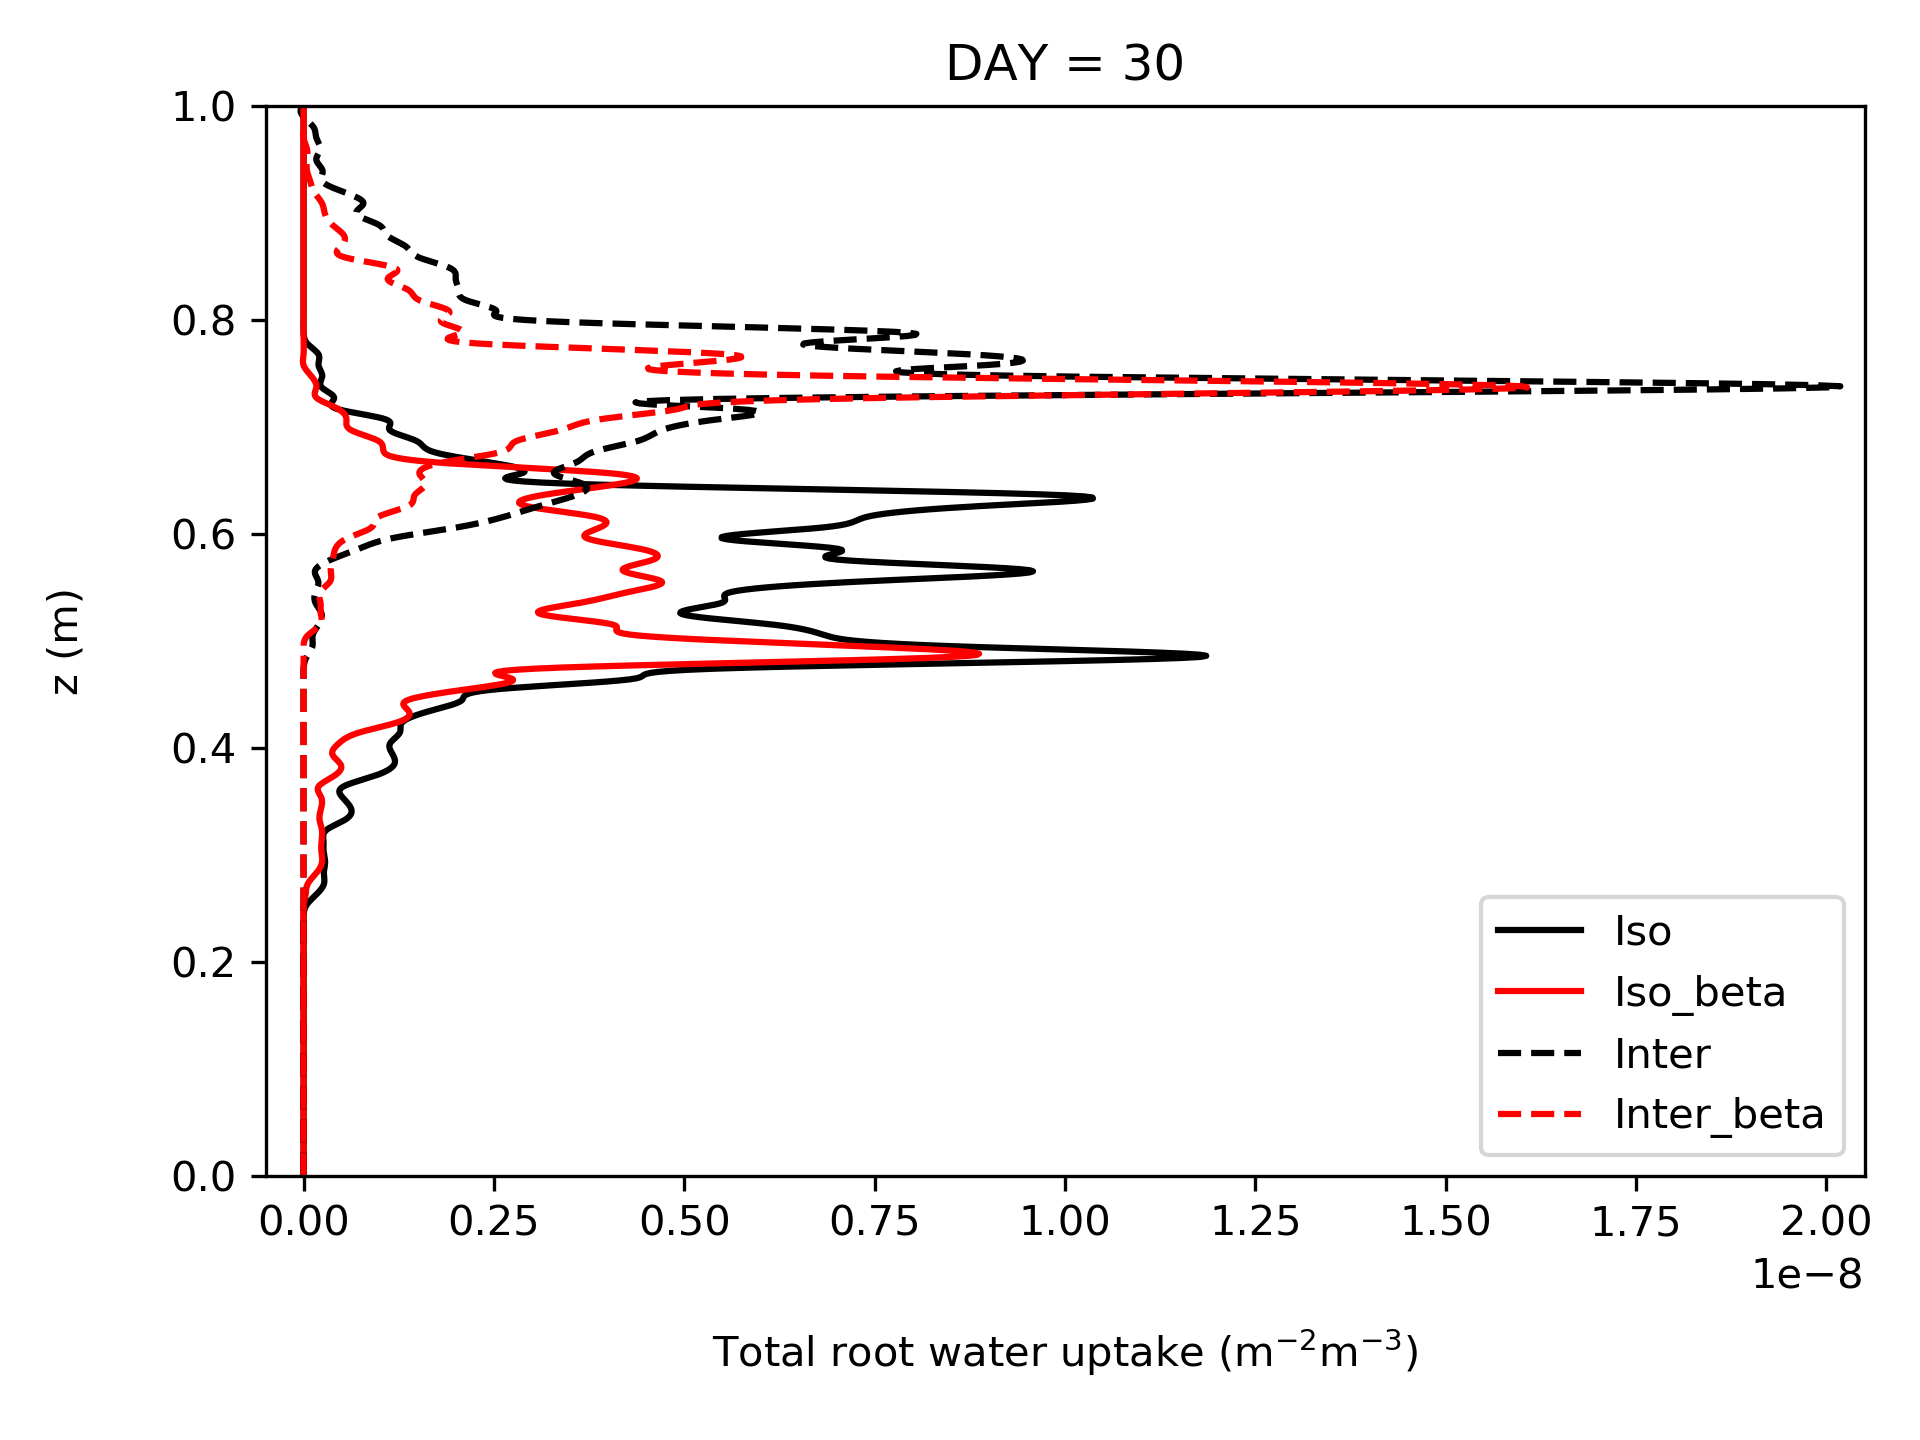 DAY = 30
1.0
0.8
0.6
0.4
0.2
0.0
z (m)
0.00 0.25 0.50 0.75 1.00 1.25 1.50 1.75 2.00
1e−8
Total root water uptake (m⁻²m⁻³)
Iso
Iso_beta
Inter
Inter_beta